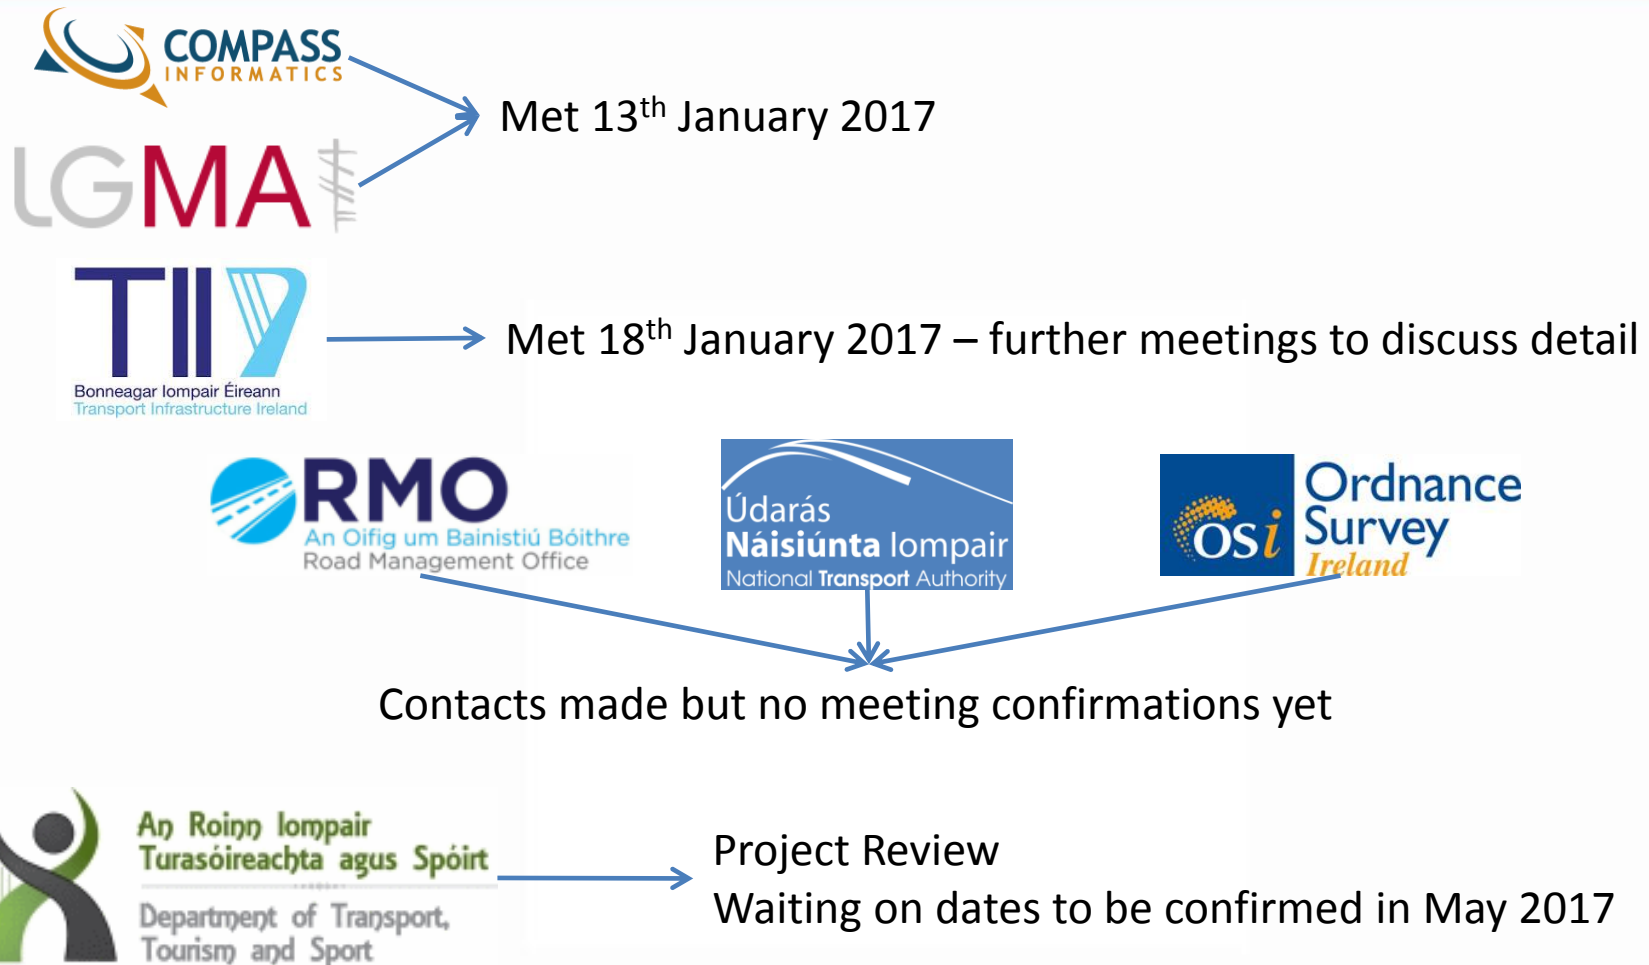 COMPASS
INFORMATICS
Met 13th January 2017
LGMA
TII
Bonneagar Iompair Éireann
Transport Infrastructure Ireland
Met 18th January 2017 – further meetings to discuss detail
RMO
An Oifig um Bainistiú Bóithre
Road Management Office
Údarás
Náisiúnta Iompair
National Transport Authority
osi
Ordnance
Survey
Ireland
Contacts made but no meeting confirmations yet
An Roinn Iompair
Turasóireachta agus Spóirt
Department of Transport,
Tourism and Sport
Project Review
Waiting on dates to be confirmed in May 2017